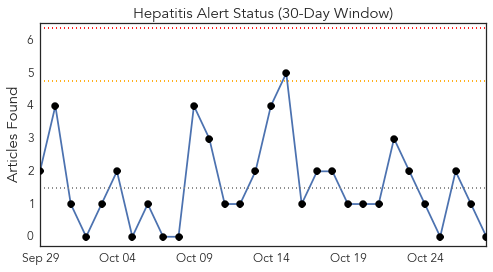 Hepatitis Alert Status (30-Day Window)
Articles Found
6
5
4
3
2
1
0
Sep 29 Oct 04 Oct 09 Oct 14 Oct 19 Oct 24